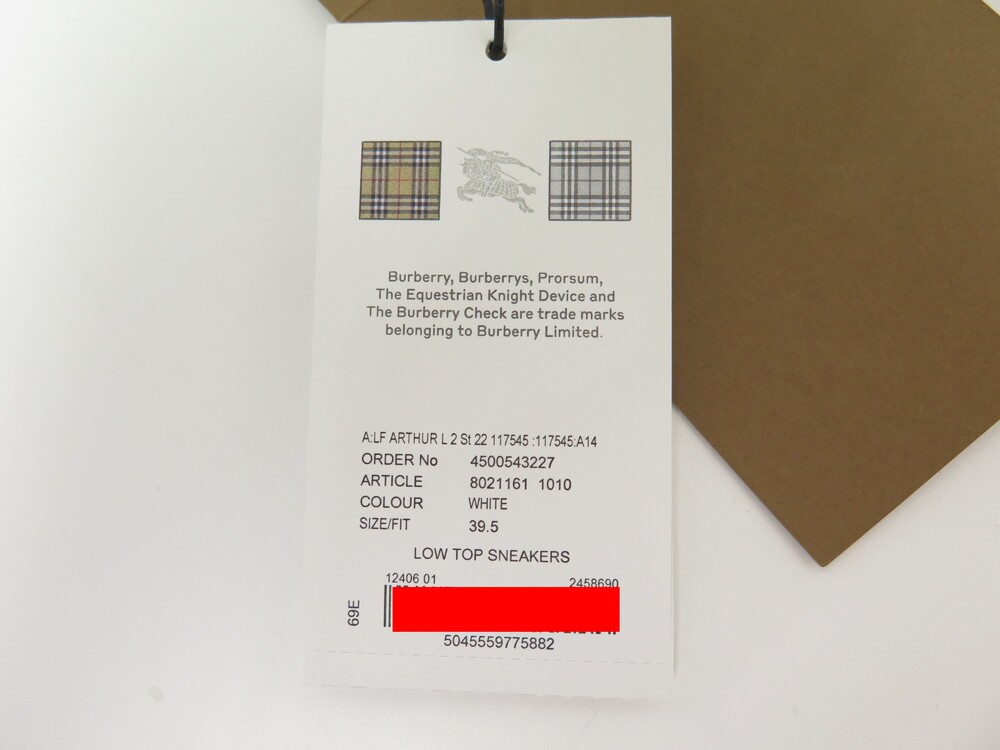 Burberry, Burberrys, Prorsum,
The Equestrian Knight Device and
The Burberry Check are trade marks
belonging to Burberry Limited.
A:LF ARTHUR L 2 St 22 117545 :117545:A14
ORDER No 4500543227
ARTICLE 8021161 1010
COLOUR WHITE
SIZE/FIT 39.5
LOW TOP SNEAKERS
12406 01 2458690
69E
5045559775882